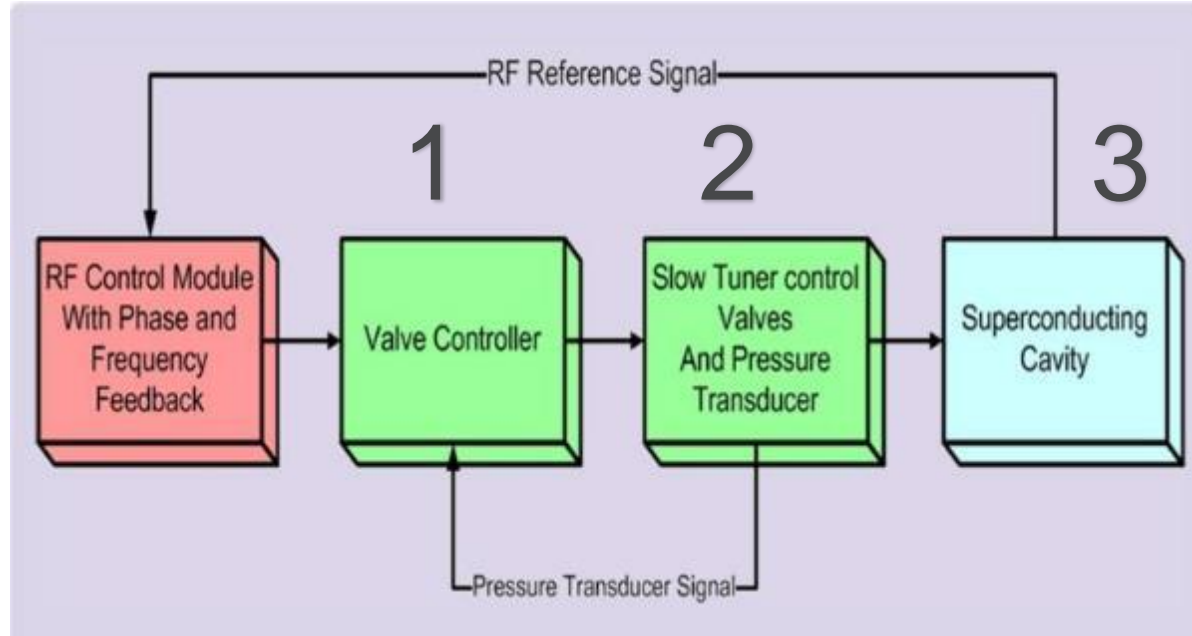 RF Reference Signal
1
2
3
RF Control Module
With Phase and
Frequency
Feedback
Valve Controller
Slow Tuner control
Valves
And Pressure
Transducer
Superconducting
Cavity
Pressure Transducer Signal